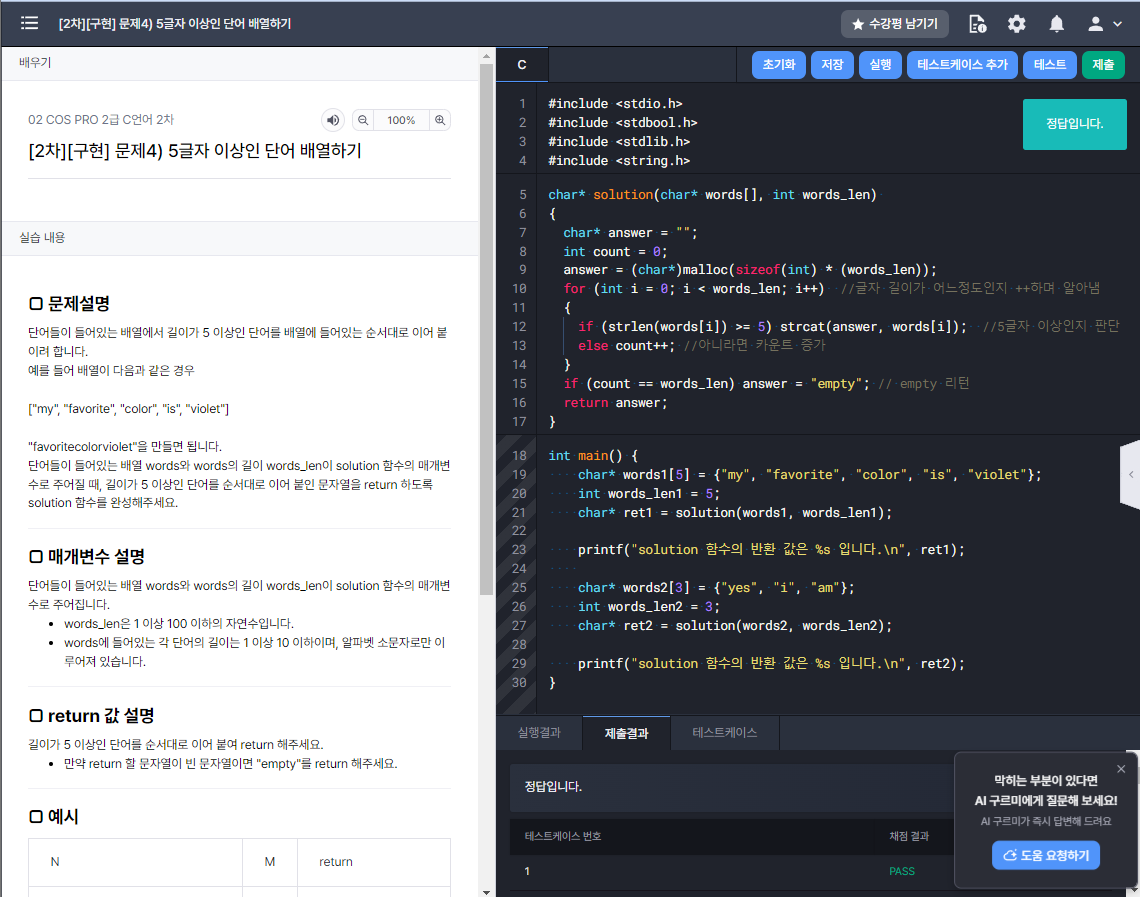 [2차][구현] 문제4) 5글자 이상인 단어 배열하기
수강평 남기기
배우기
02 COS PRO 2급 C언어 2차
100%
[2차][구현] 문제4) 5글자 이상인 단어 배열하기
실습 내용
문제설명
단어들이 들어있는 배열에서 길이가 5 이상인 단어를 배열에 들어있는 순서대로 이어 붙
이려 합니다.
예를 들어 배열이 다음과 같은 경우
["my", "favorite", "color", "is", "violet"]
"favoritecolorviolet"을 만들면 됩니다.
단어들이 들어있는 배열 words와 words의 길이 words_len이 solution 함수의 매개변
수로 주어질 때, 길이가 5 이상인 단어를 순서대로 이어 붙인 문자열을 return 하도록
solution 함수를 완성해주세요.
매개변수 설명
단어들이 들어있는 배열 words와 words의 길이 words_len이 solution 함수의 매개변
수로 주어집니다.
• words_len은 1 이상 100 이하의 자연수입니다.
• words에 들어있는 각 단어의 길이는 1 이상 10 이하이며, 알파벳 소문자로만 이
루어져 있습니다.
return 값 설명
길이가 5 이상인 단어를 순서대로 이어 붙여 return 해주세요.
• 만약 return 할 문자열이 빈 문자열이면 "empty"를 return 해주세요.
예시
N M return
C
초기화 저장 실행 테스트케이스 추가 테스트 제출
정답입니다.
1 #include <stdio.h>
2 #include <stdbool.h>
3 #include <stdlib.h>
4 #include <string.h>
5 char* solution(char* words[], int words_len)
6 {
7   char* answer = "";
8   int count = 0;
9   answer = (char*)malloc(sizeof(int) * (words_len));
10   for (int i = 0; i < words_len; i++)  //글자 길이가 어느정도인지 ++하며 알아냄
11   {
12     if (strlen(words[i]) >= 5) strcat(answer, words[i]);  //5글자 이상인지 판단
13     else count++; //아니라면 카운트 증가
14   }
15   if (count == words_len) answer = "empty"; // empty 리턴
16   return answer;
17 }
18 int main() {
19     char* words1[5] = {"my", "favorite", "color", "is", "violet"};
20     int words_len1 = 5;
21     char* ret1 = solution(words1, words_len1);
22
23     printf("solution 함수의 반환 값은 %s 입니다.\n", ret1);
24
25     char* words2[3] = {"yes", "i", "am"};
26     int words_len2 = 3;
27     char* ret2 = solution(words2, words_len2);
28
29     printf("solution 함수의 반환 값은 %s 입니다.\n", ret2);
30 }
실행결과 제출결과 테스트케이스
정답입니다.
테스트케이스 번호 채점 결과
1 PASS
막히는 부분이 있다면
AI 구르미에게 질문해 보세요!
AI 구르미가 즉시 답변해 드려요
도움 요청하기